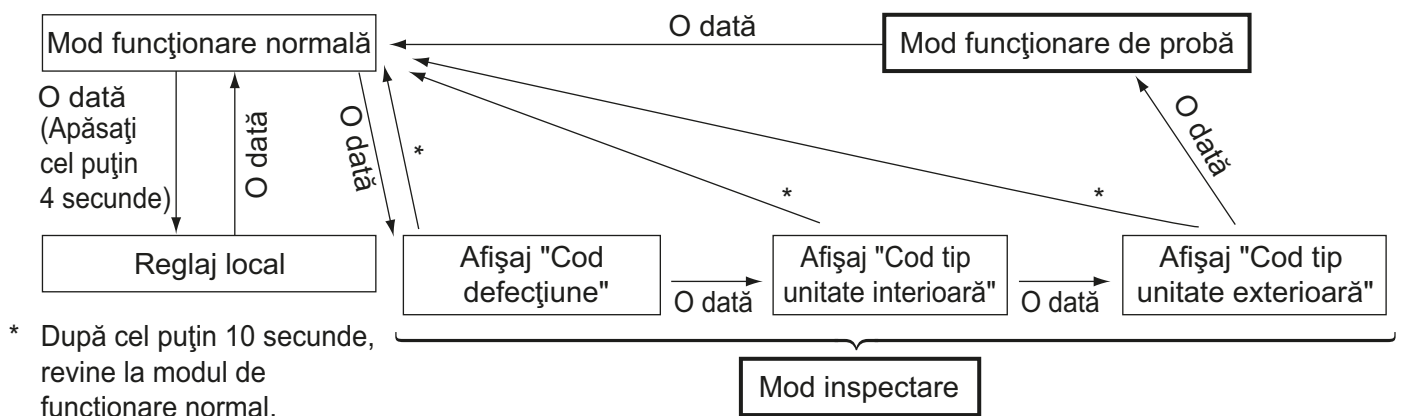 Mod funcţionare normală
O dată
Mod funcţionare de probă
O dată
(Apăsaţi
cel puţin
4 secunde)
O dată
O dată
*
*
*
O dată
Reglaj local
Afişaj "Cod
defecţiune"
O dată
Afişaj "Cod tip
unitate interioară"
O dată
Afişaj "Cod tip
unitate exterioară"
* După cel puţin 10 secunde,
revine la modul de
funcţionare normal.
Mod inspectare